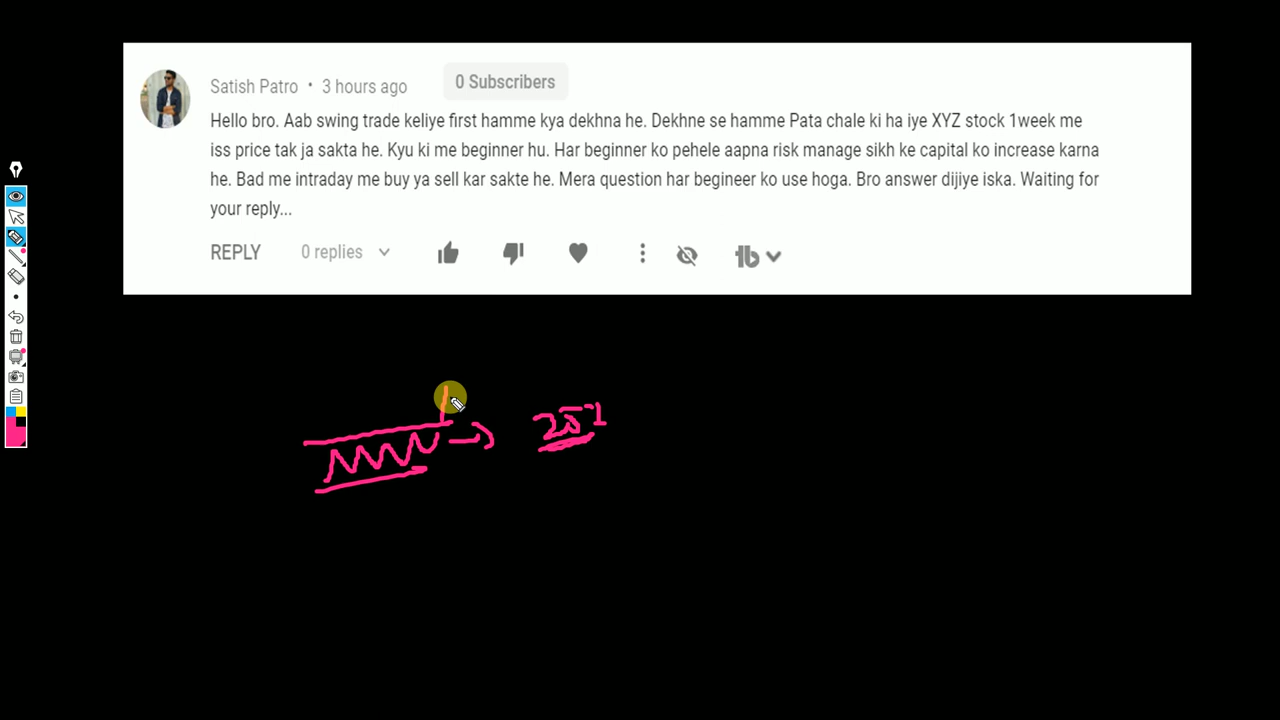 Satish Patro • 3 hours ago 0 Subscribers
Hello bro. Aab swing trade keliye first hamme kya dekhna he. Dekhne se hamme Pata chale ki ha iye XYZ stock 1week me
iss price tak ja sakta he. Kyu ki me beginner hu. Har beginner ko pehele aapna risk manage sikh ke capital ko increase karna
he. Bad me intraday me buy ya sell kar sakte he. Mera question har begineer ko use hoga. Bro answer dijiye iska. Waiting for
your reply...
REPLY 0 replies